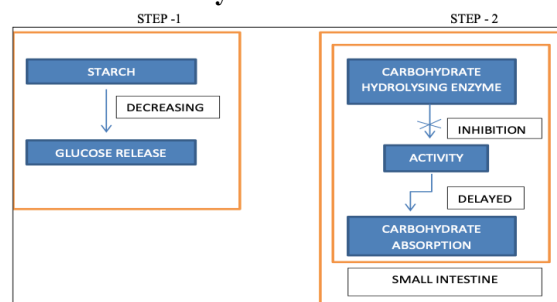 STEP -1
STARCH
DECREASING
GLUCOSE RELEASE
STEP - 2
CARBOHYDRATE
HYDROLYSING ENZYME
INHIBITION
ACTIVITY
DELAYED
CARBOHYDRATE
ABSORPTION
SMALL INTESTINE